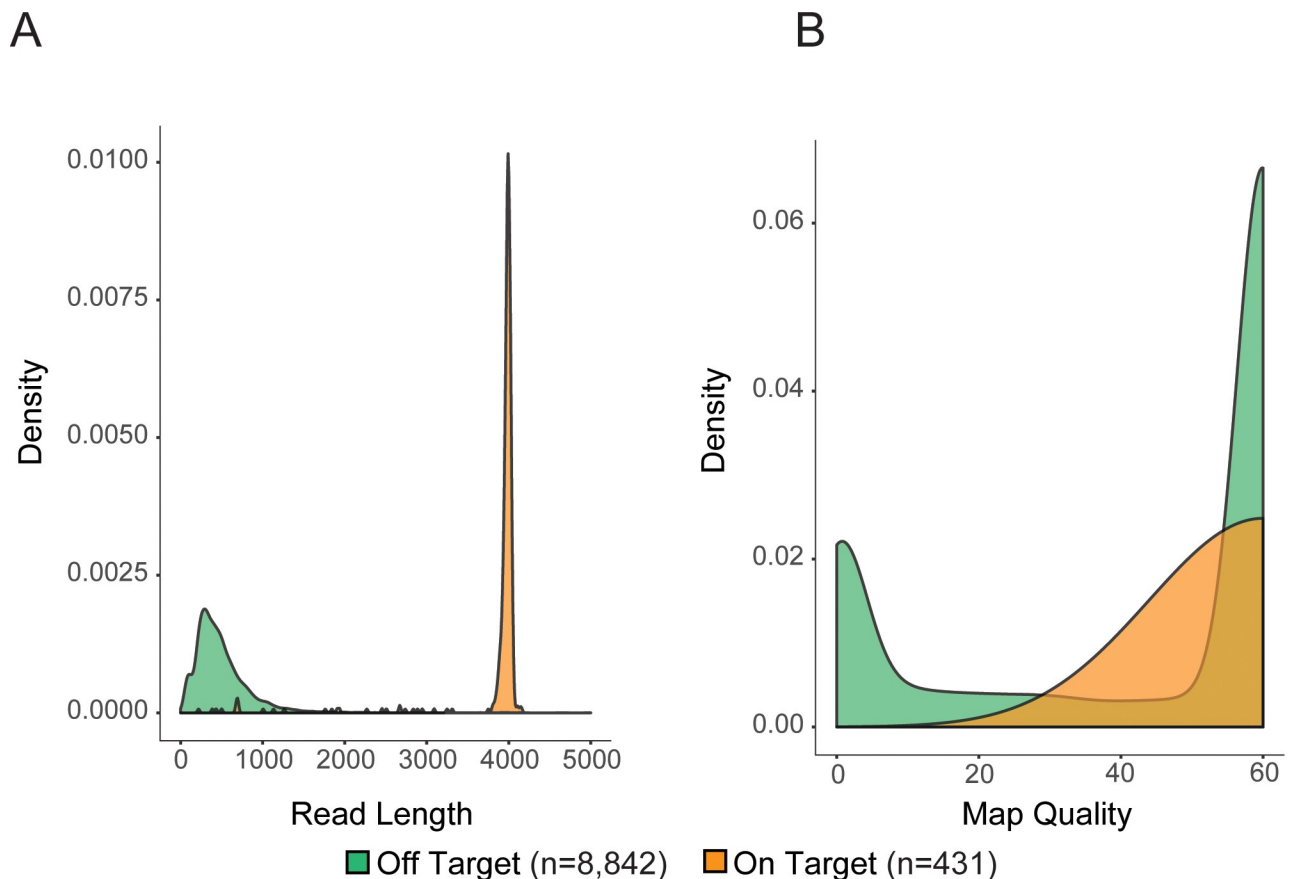 A
B
0.0100
0.0075
0.0050
0.0025
0.0000
Density
0
1000
2000
3000
4000
5000
Read Length
0.06
0.04
0.02
0.00
Density
0
20
40
60
Map Quality
Off Target (n=8,842)
On Target (n=431)